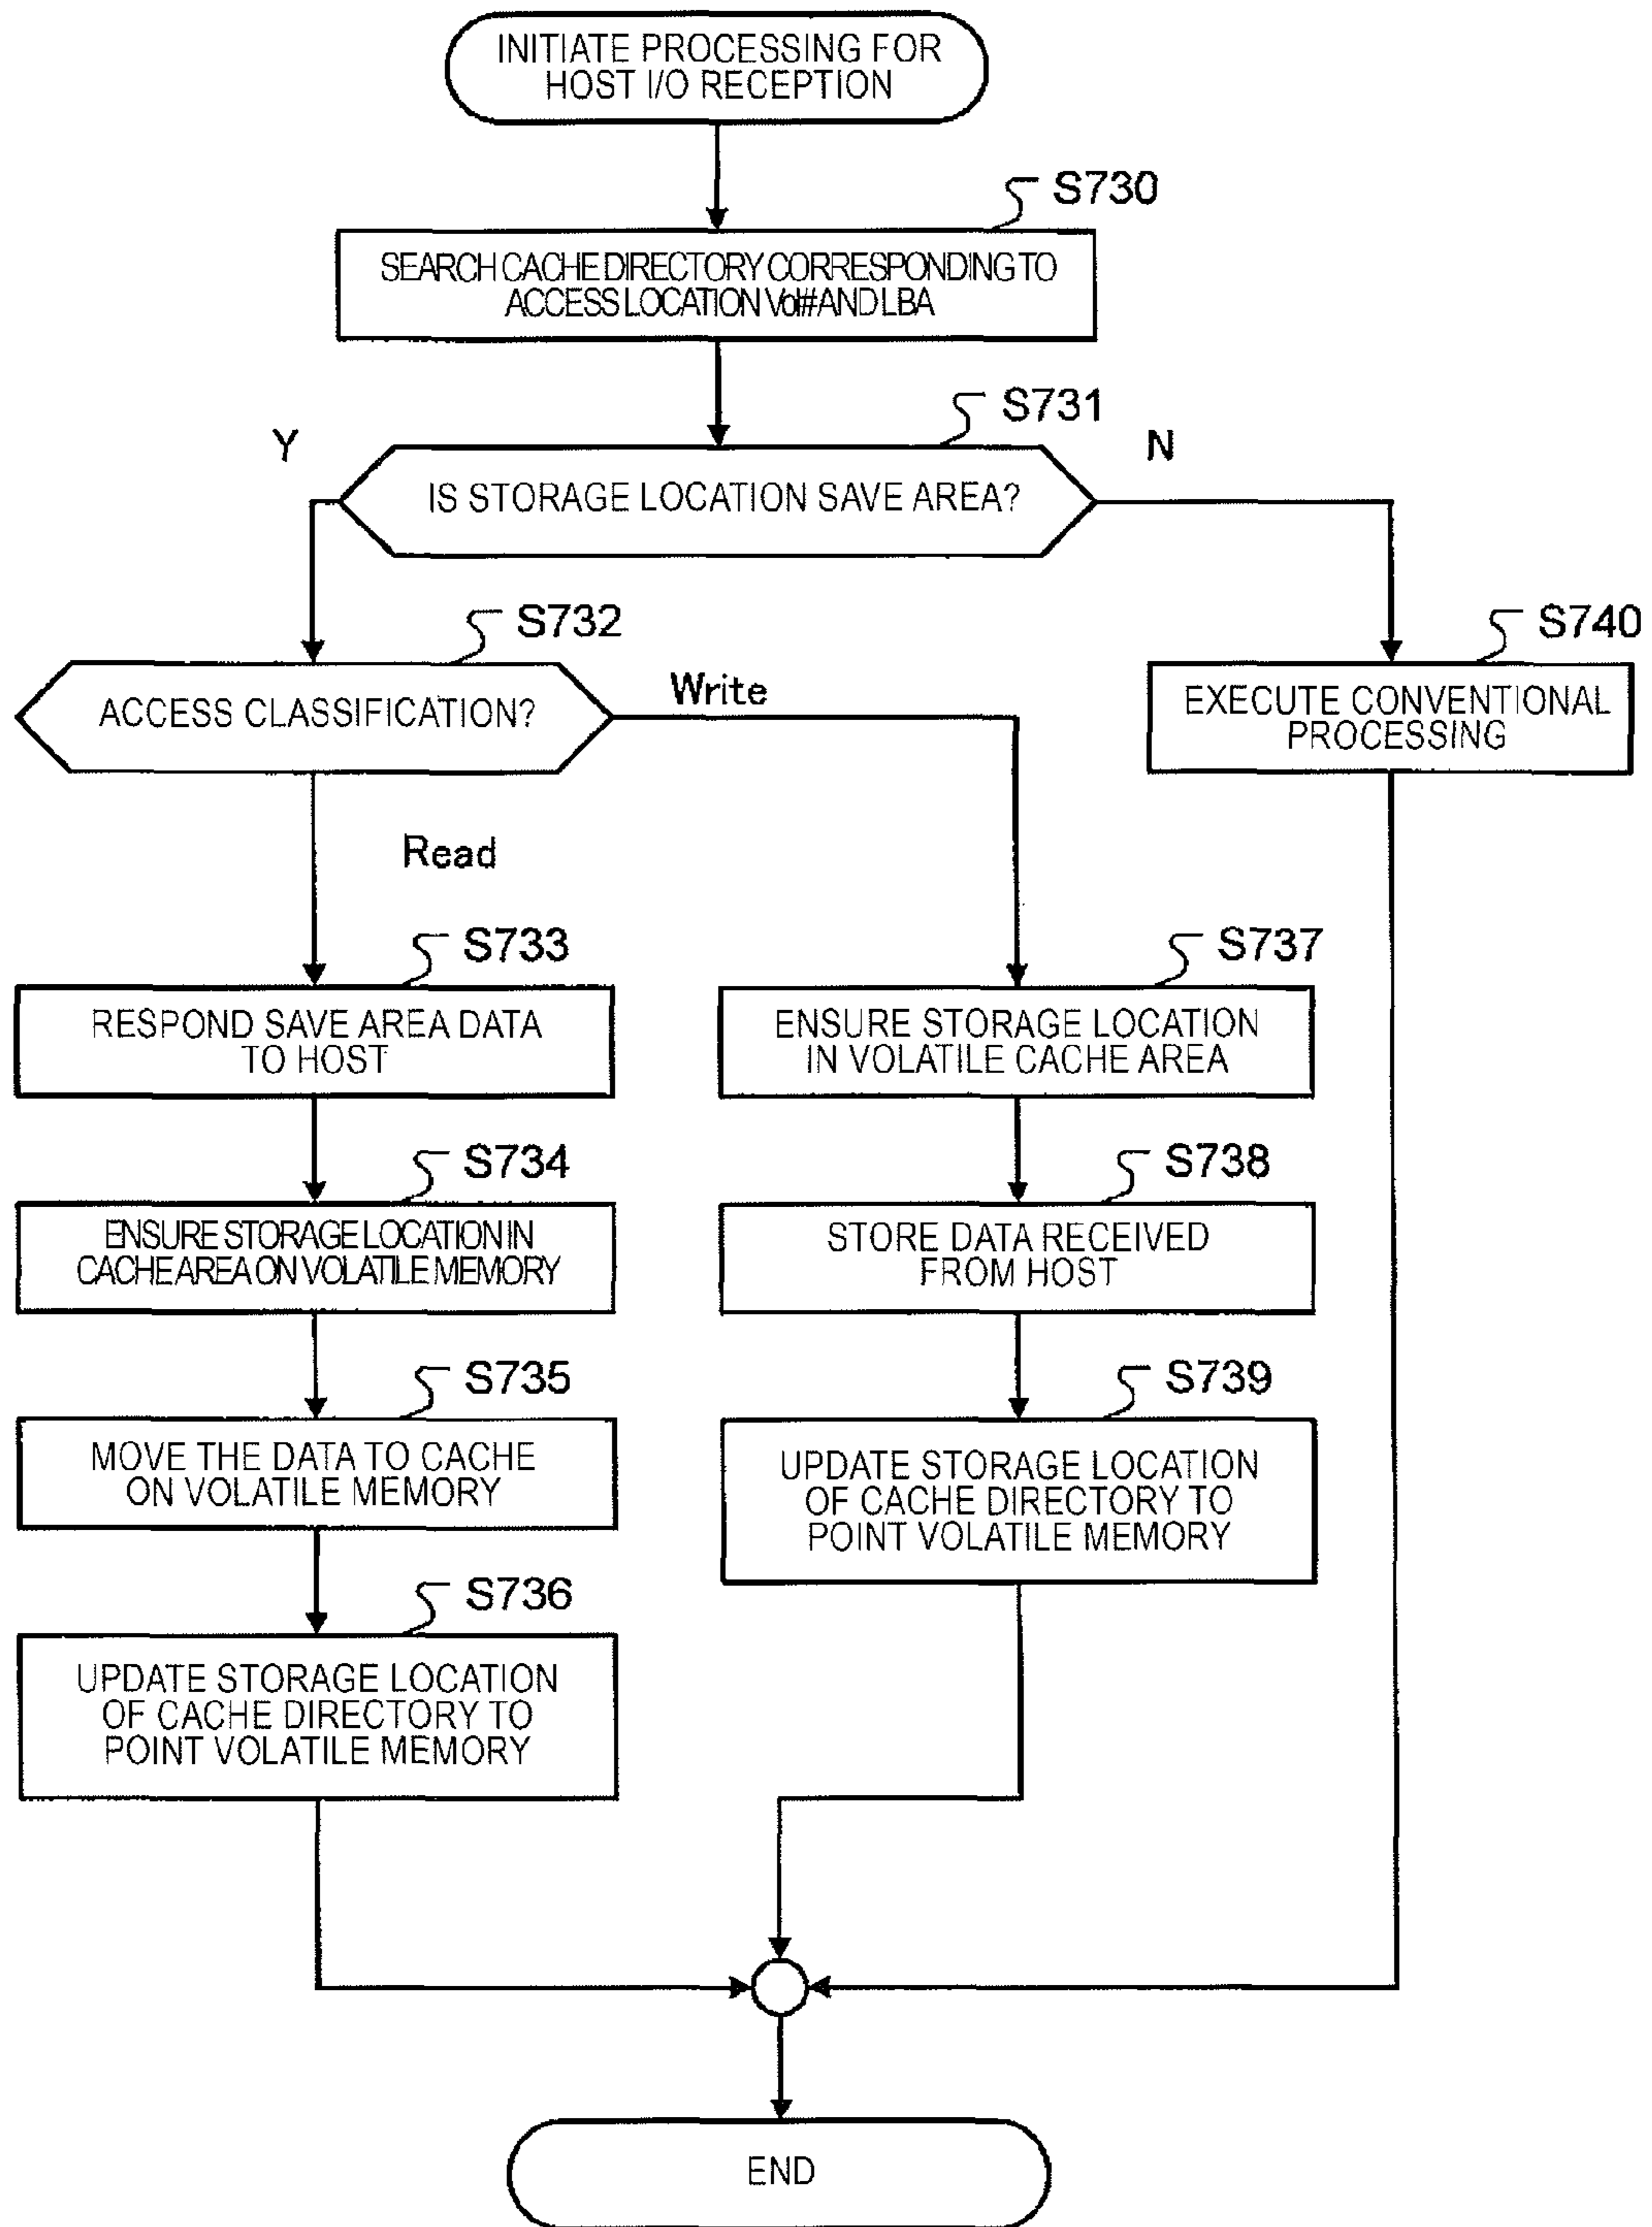 INITIATE PROCESSING FOR
HOST I/O RECEPTION
S730
SEARCH CACHE DIRECTORY CORRESPONDING TO
ACCESS LOCATION Vol# AND LBA
S731
Y
N
IS STORAGE LOCATION SAVE AREA?
S732
S740
ACCESS CLASSIFICATION?
Write
EXECUTE CONVENTIONAL
PROCESSING
Read
S733
S737
RESPOND SAVE AREA DATA
TO HOST
ENSURE STORAGE LOCATION
IN VOLATILE CACHE AREA
S734
S738
ENSURE STORAGE LOCATION IN
CACHE AREA ON VOLATILE MEMORY
STORE DATA RECEIVED
FROM HOST
S735
S739
MOVE THE DATA TO CACHE
ON VOLATILE MEMORY
UPDATE STORAGE LOCATION
OF CACHE DIRECTORY TO
POINT VOLATILE MEMORY
S736
UPDATE STORAGE LOCATION
OF CACHE DIRECTORY TO
POINT VOLATILE MEMORY
END